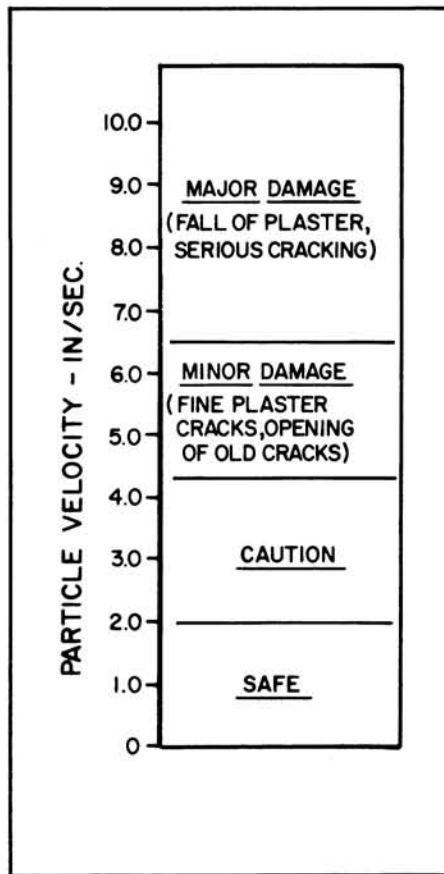 PARTICLE VELOCITY - IN/SEC.
10.0
9.0
8.0
7.0
6.0
5.0
4.0
3.0
2.0
1.0
0
MAJOR DAMAGE
(FALL OF PLASTER,
SERIOUS CRACKING)
MINOR DAMAGE
(FINE PLASTER
CRACKS,OPENING
OF OLD CRACKS)
CAUTION
SAFE